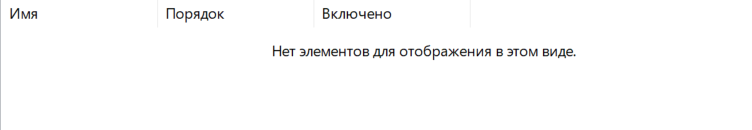 Имя Порядок Включено
Нет элементов для отображения в этом виде.